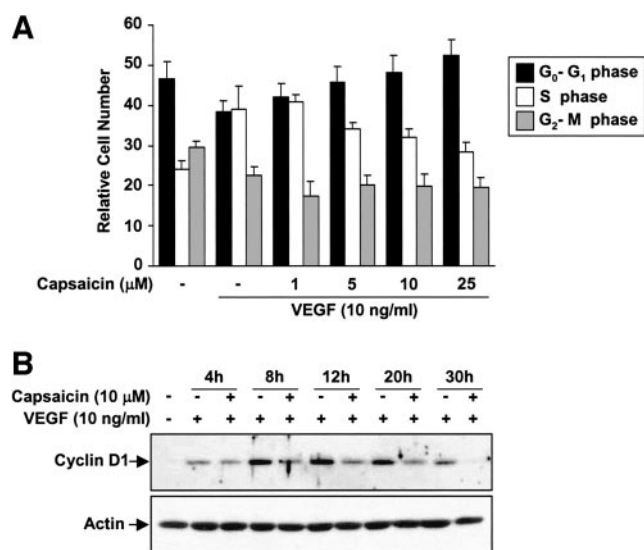 A
Relative Cell Number
60
50
40
30
20
10
0
G₀- G₁ phase
S phase
G₂- M phase
Capsaicin (μM) - - 1 5 10 25
VEGF (10 ng/ml)
B
4h 8h 12h 20h 30h
Capsaicin (10 μM) - - + - + - + - + - +
VEGF (10 ng/ml) - + + + + + + + + + +
Cyclin D1
Actin